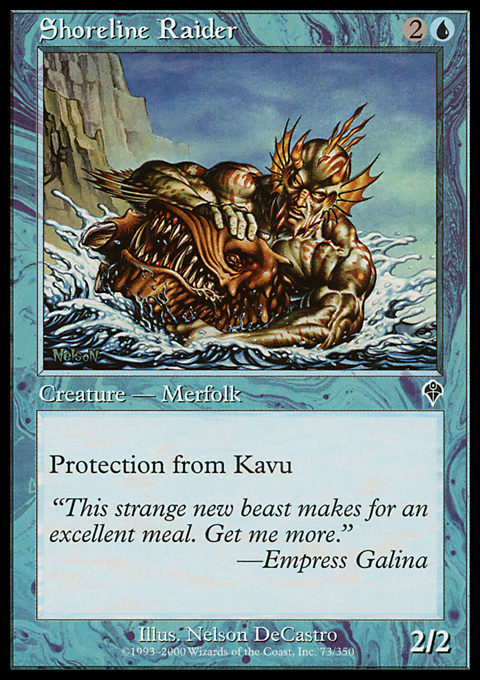 Shoreline Raider 2
NELSON
Creature — Merfolk
Protection from Kavu
“This strange new beast makes for an
excellent meal. Get me more.”
—Empress Galina
Illus. Nelson DeCastro
©1993–2000 Wizards of the Coast, Inc. 73/350
2/2